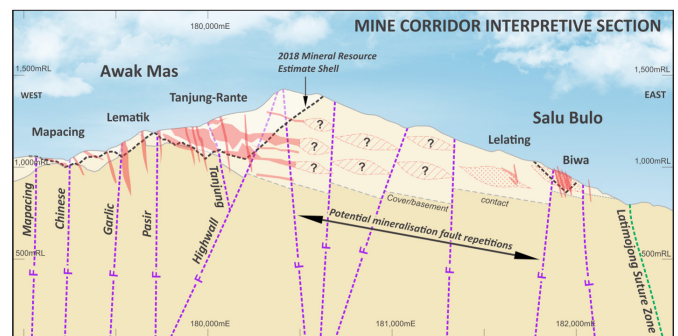 180,000mE
MINE CORRIDOR INTERPRETIVE SECTION
1,500mRL
1,500mRL
WEST
EAST
Awak Mas
2018 Mineral Resource
Estimate Shell
Tanjung-Rante
Lematik
Mapacing
Salu Bulo
Lelating
Biwa
1,000mRL
1,000mRL
? ? ?
? ? ?
? ? ?
Mapacing
Chinese
Garlic
Pasir
Tanjung
Highwall
Cover/basement contact
Potential mineralisation fault repetitions
Latimojong Suture Zone
500mRL
500mRL
F F F F F F F F F F F
180,000mE
181,000mE
182,000mE